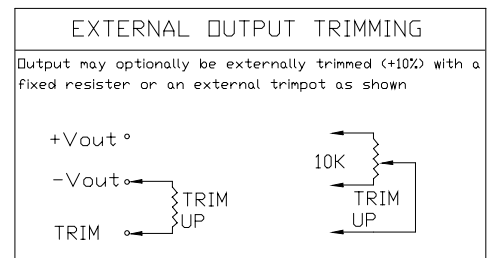 EXTERNAL OUTPUT TRIMMING
Output may optionally be externally trimmed (+10%) with a
fixed resister or an external trimpot as shown
+Vout
-Vout
TRIM
UP
TRIM
10K
TRIM
UP